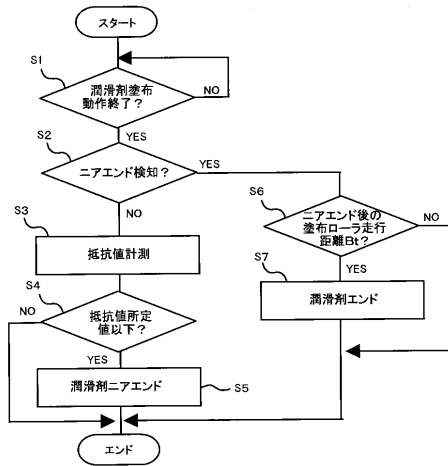 スタート
S1
潤滑剤塗布
動作終了？
NO
YES
S2
ニアエンド検知？
YES
NO
S3
抵抗値計測
S4
NO
抵抗値所定
値以下？
YES
潤滑剤ニアエンド
S5
S6
ニアエンド後の
塗布ローラ走行
距離Bt？
NO
YES
S7
潤滑剤エンド
エンド